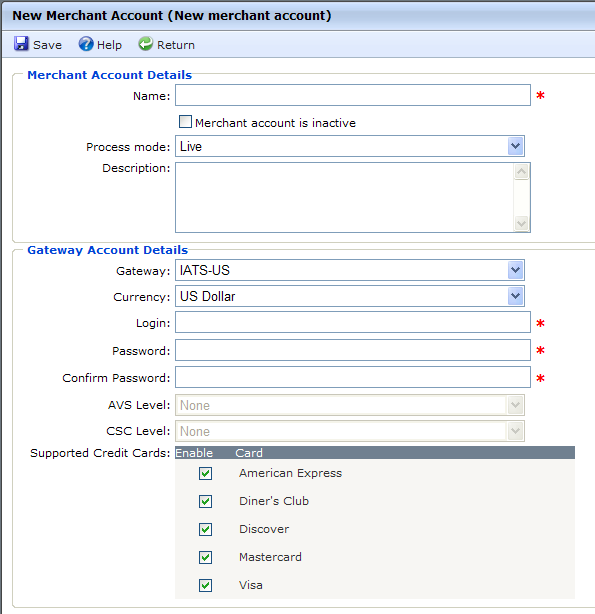 New Merchant Account (New merchant account)
Save Help Return
Merchant Account Details
Name: *
Merchant account is inactive
Process mode: Live
Description:
Gateway Account Details
Gateway: IATS-US
Currency: US Dollar
Login: *
Password: *
Confirm Password: *
AVS Level: None
CSC Level: None
Supported Credit Cards: Enable Card
American Express
Diner's Club
Discover
Mastercard
Visa